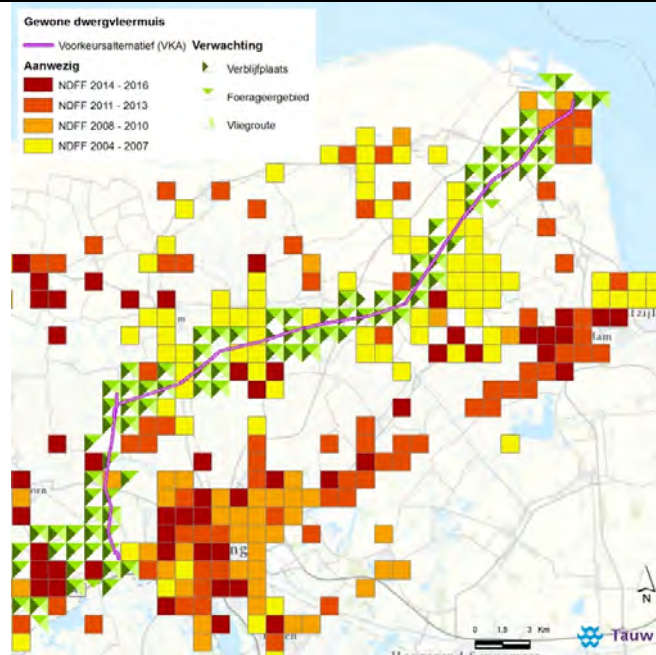 Gewone dwergvleermuis
Voorkeursalternatief (VKA)
Aanwezig
NDFF 2014 - 2016
NDFF 2011 - 2013
NDFF 2008 - 2010
NDFF 2004 - 2007
Verwachting
Verblijfplaats
Foerageergebied
Vliegroute
N
0 1,5 3 Km
Tauw